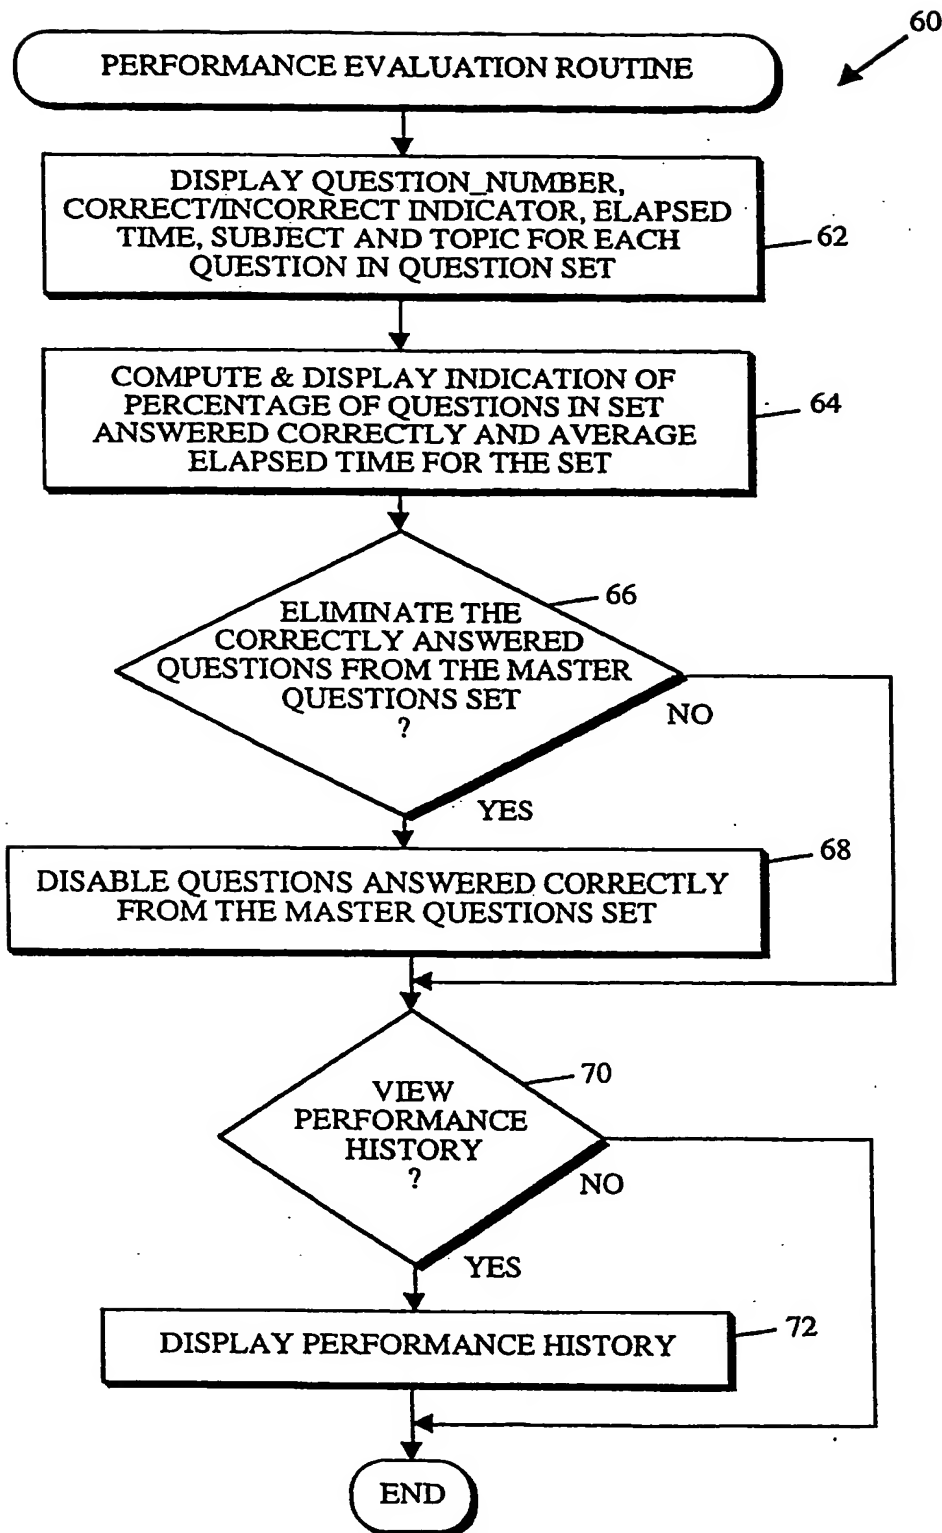 60
PERFORMANCE EVALUATION ROUTINE
DISPLAY QUESTION_NUMBER,
CORRECT/INCORRECT INDICATOR, ELAPSED
TIME, SUBJECT AND TOPIC FOR EACH
QUESTION IN QUESTION SET
62
COMPUTE & DISPLAY INDICATION OF
PERCENTAGE OF QUESTIONS IN SET
ANSWERED CORRECTLY AND AVERAGE
ELAPSED TIME FOR THE SET
64
66
ELIMINATE THE
CORRECTLY ANSWERED
QUESTIONS FROM THE MASTER
QUESTIONS SET
?
NO
YES
68
DISABLE QUESTIONS ANSWERED CORRECTLY
FROM THE MASTER QUESTIONS SET
70
VIEW
PERFORMANCE
HISTORY
?
NO
YES
DISPLAY PERFORMANCE HISTORY
72
END